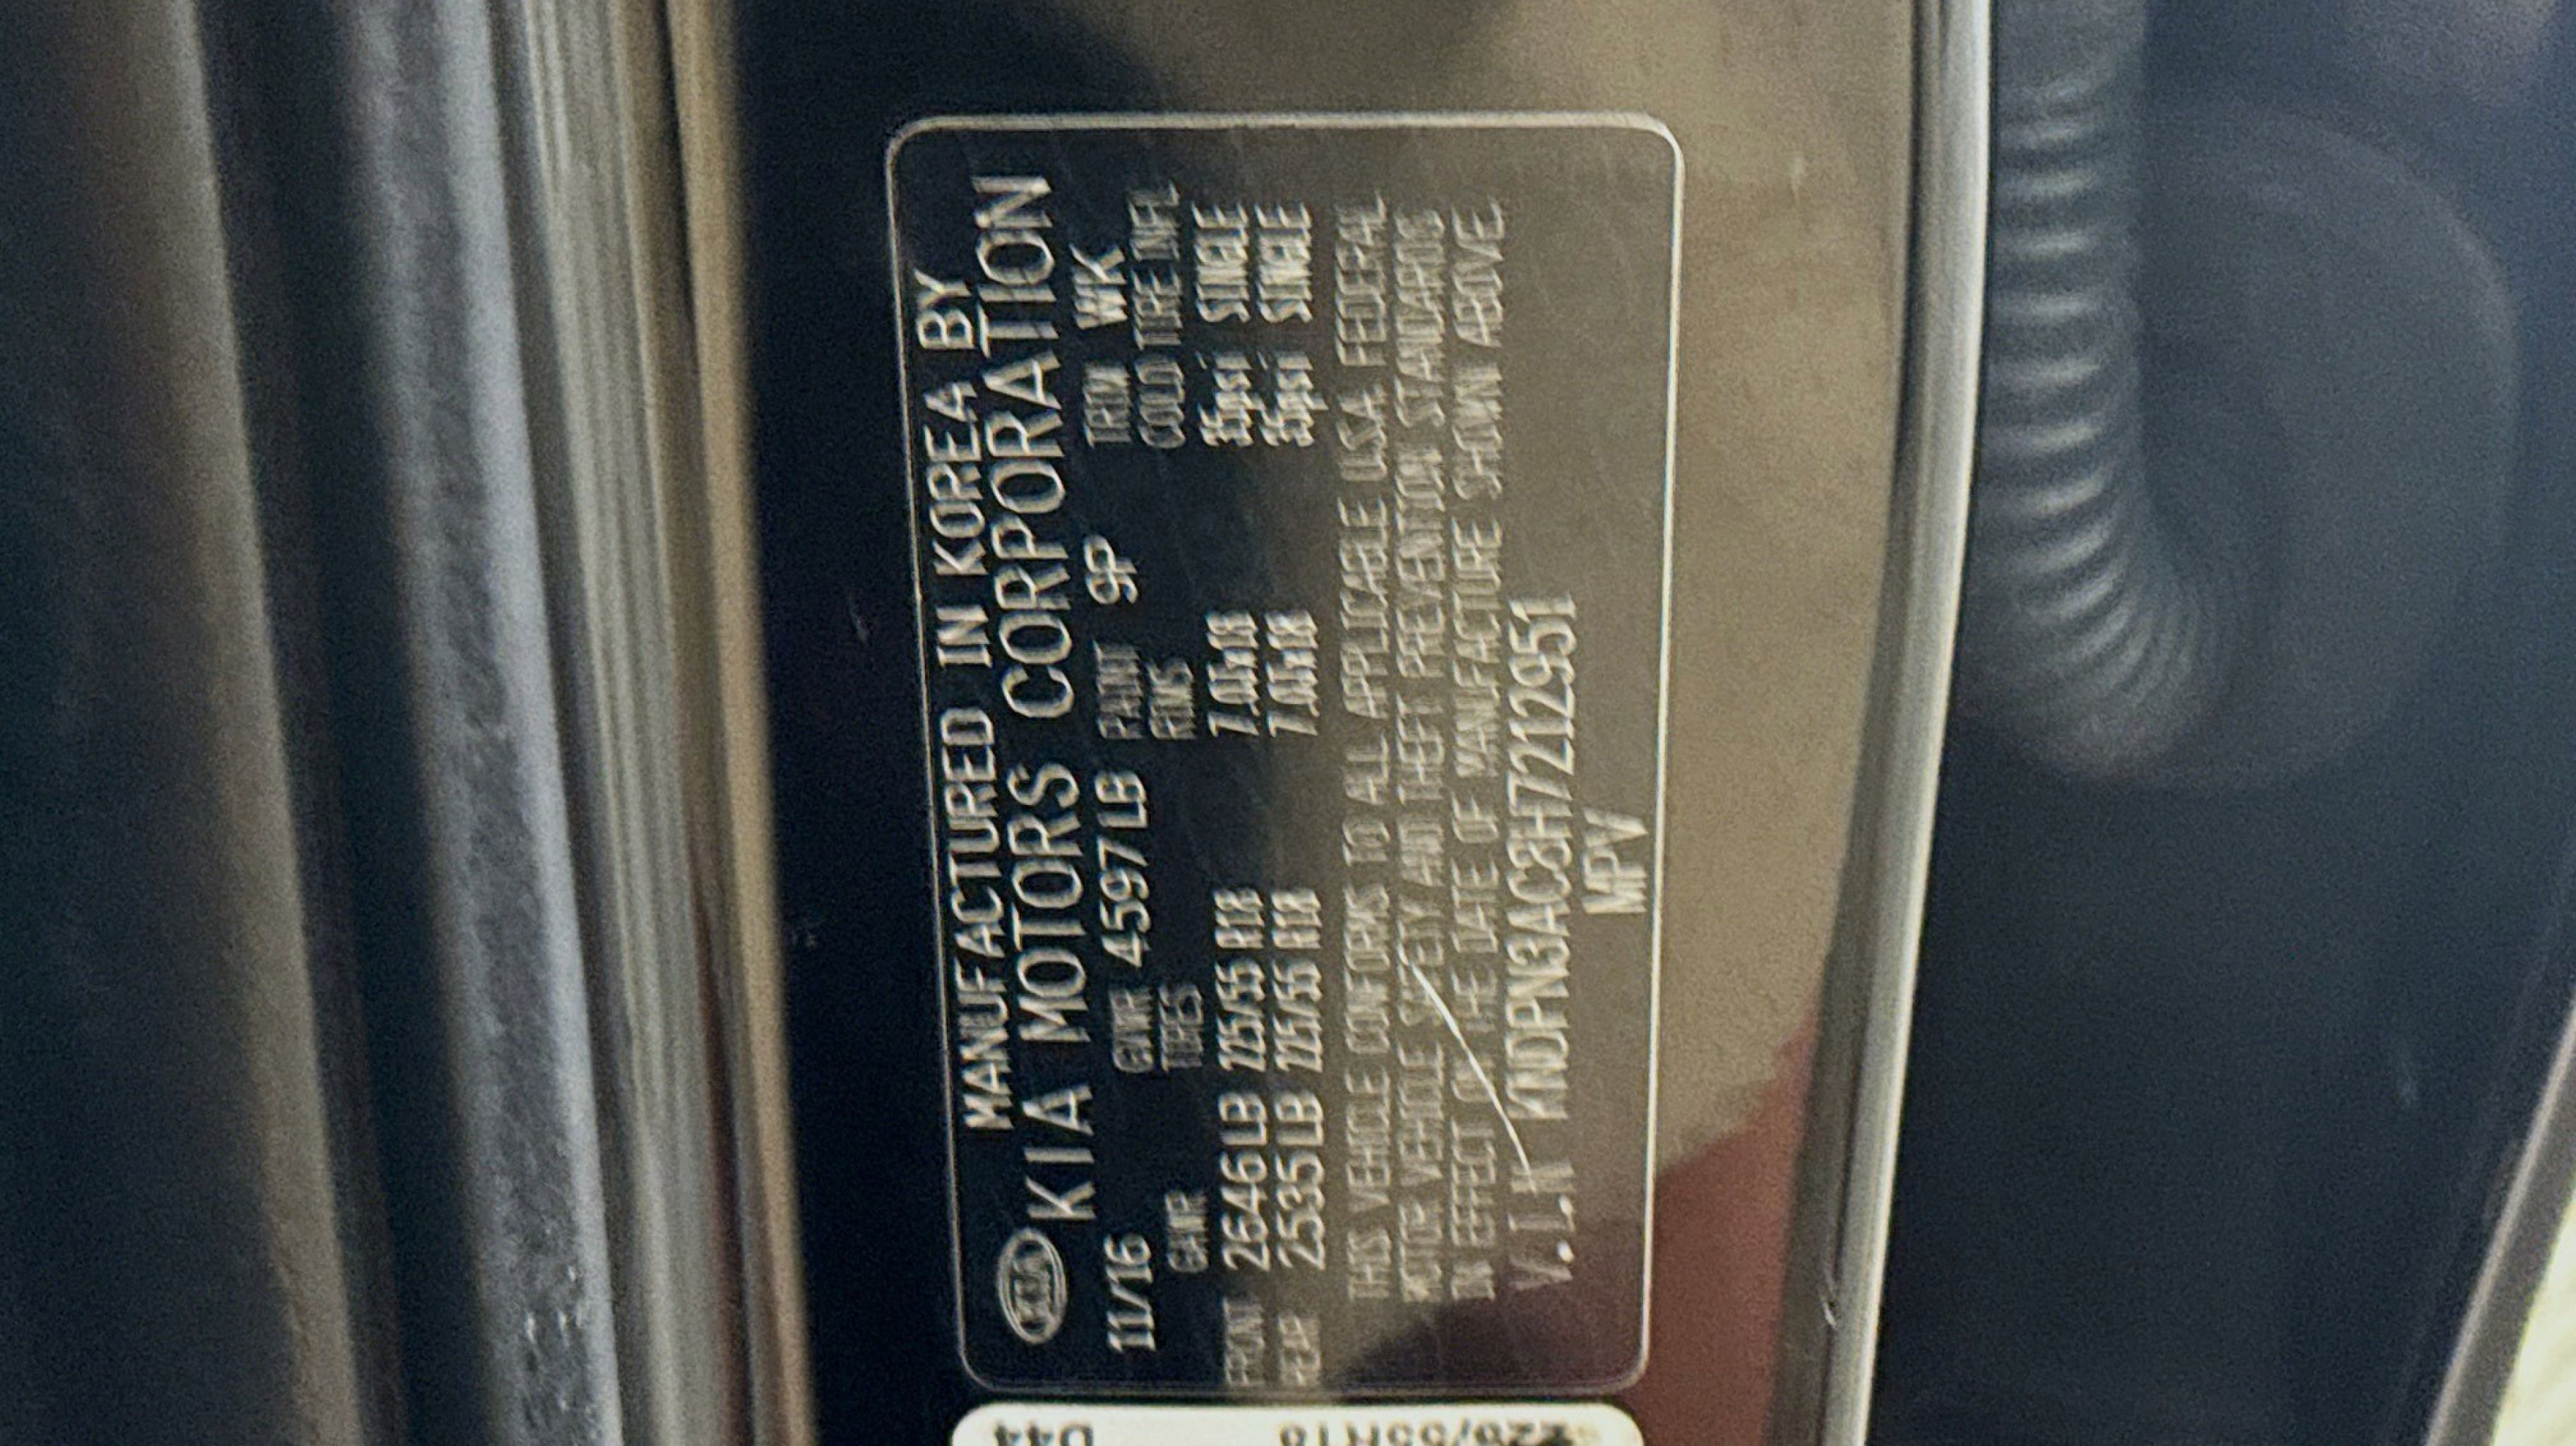 KIA
MANUFACTURED IN KOREA BY
KIA MOTORS CORPORATION
11/16 GVWR 4597LB PAINT 9P TRIM WK
GAWR TIRES RIMS COLD TIRE INFL
FRONT 2646LB 225/55 R18 7.0Jx18 35psi SINGLE
REAR 2535LB 225/55 R18 7.0Jx18 35psi SINGLE
THIS VEHICLE CONFORMS TO ALL APPLICABLE U.S.A. FEDERAL
MOTOR VEHICLE SAFETY AND THEFT PREVENTION STANDARDS
IN EFFECT ON THE DATE OF MANUFACTURE SHOWN ABOVE.
V.I.N KNDPN3AC8H7212951
MPV